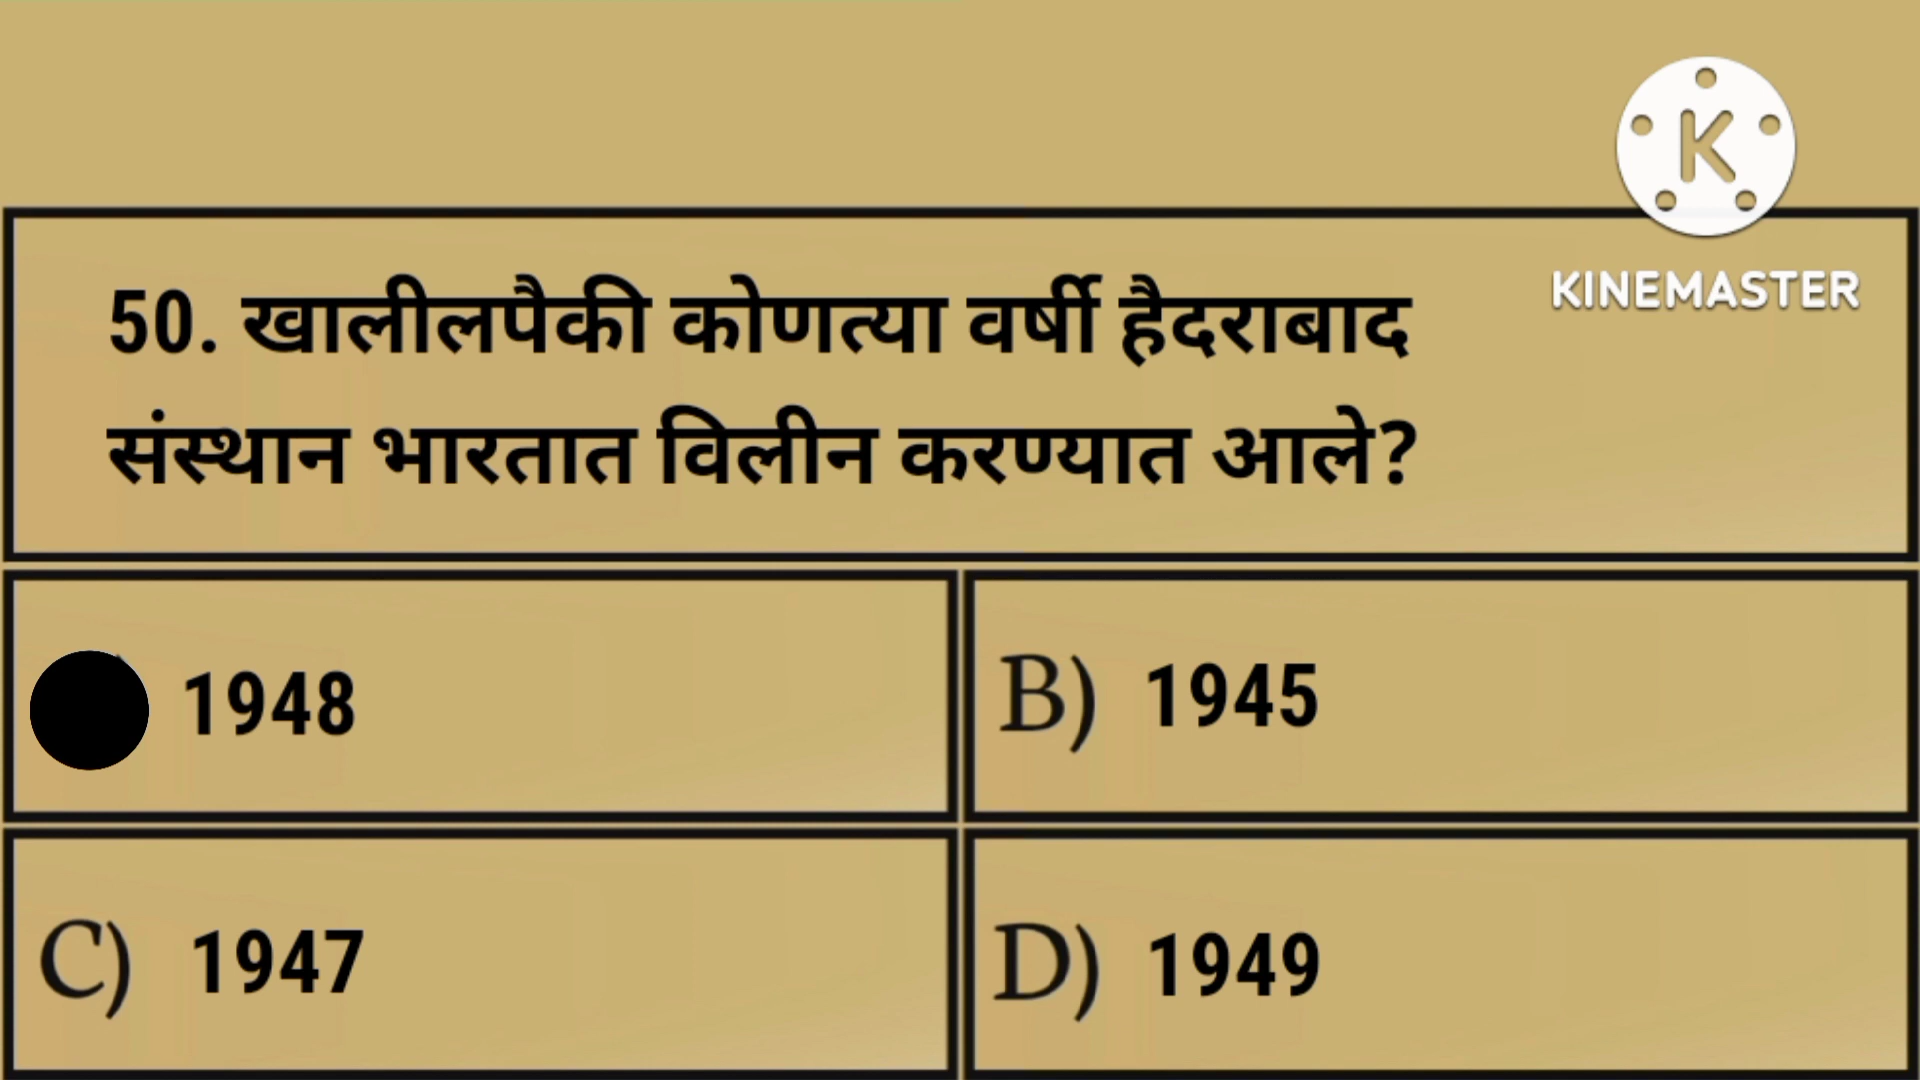 KINEMASTER
50. खालीलपैकी कोणत्या वर्षी हैदराबाद
संस्थान भारतात विलीन करण्यात आले?
1948
B) 1945
C) 1947
D) 1949